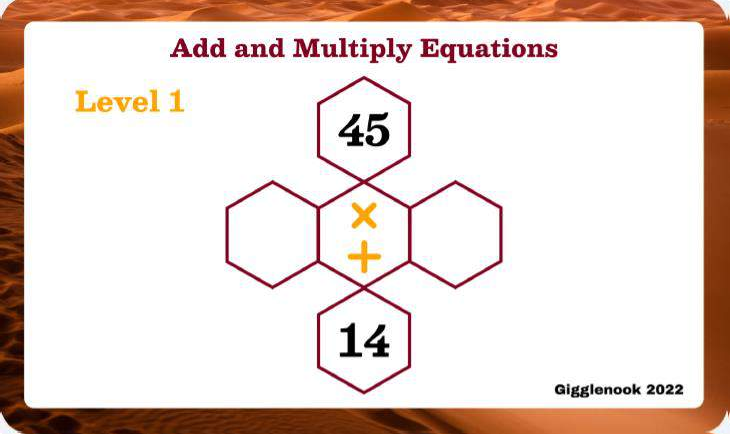 Add and Multiply Equations
Level 1
45
×
+
14
Gigglenook 2022